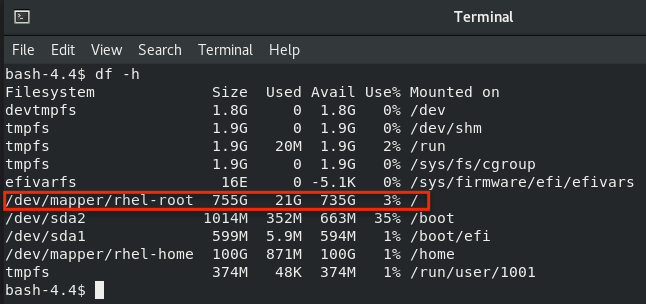 Terminal
File Edit View Search Terminal Help
bash-4.4$ df -h
Filesystem Size Used Avail Use% Mounted on
devtmpfs 1.8G 0 1.8G 0% /dev
tmpfs 1.9G 0 1.9G 0% /dev/shm
tmpfs 1.9G 20M 1.9G 2% /run
tmpfs 1.9G 0 1.9G 0% /sys/fs/cgroup
efivarfs 16E 0 -5.1K 0% /sys/firmware/efi/efivars
/dev/mapper/rhel-root 755G 21G 735G 3% /
/dev/sda2 1014M 352M 663M 35% /boot
/dev/sda1 599M 5.9M 594M 1% /boot/efi
/dev/mapper/rhel-home 100G 871M 100G 1% /home
tmpfs 374M 48K 374M 1% /run/user/1001
bash-4.4$